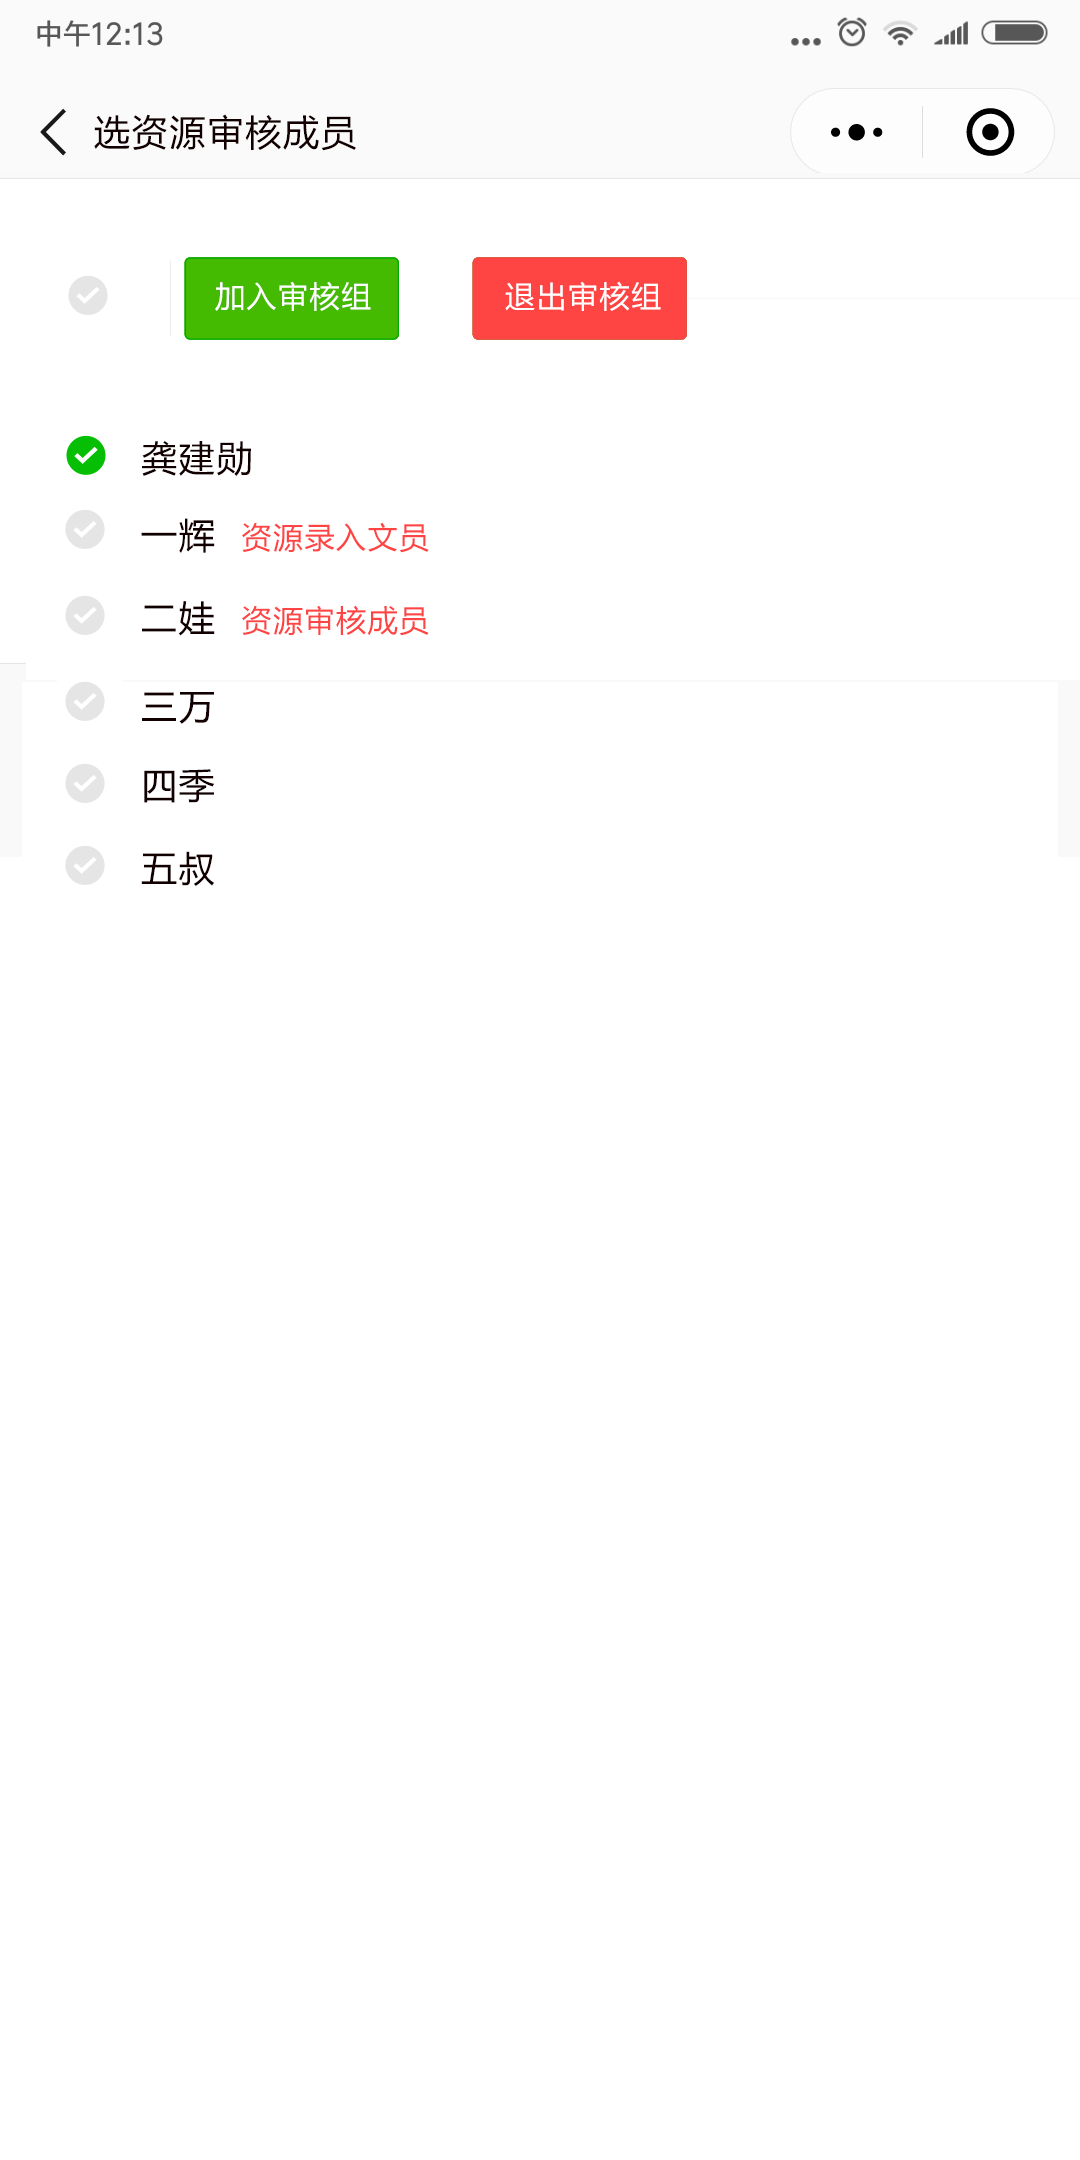 中午12:13
选资源审核成员
加入审核组 退出审核组
龚建勋
一辉 资源录入文员
二娃 资源审核成员
三万
四季
五叔